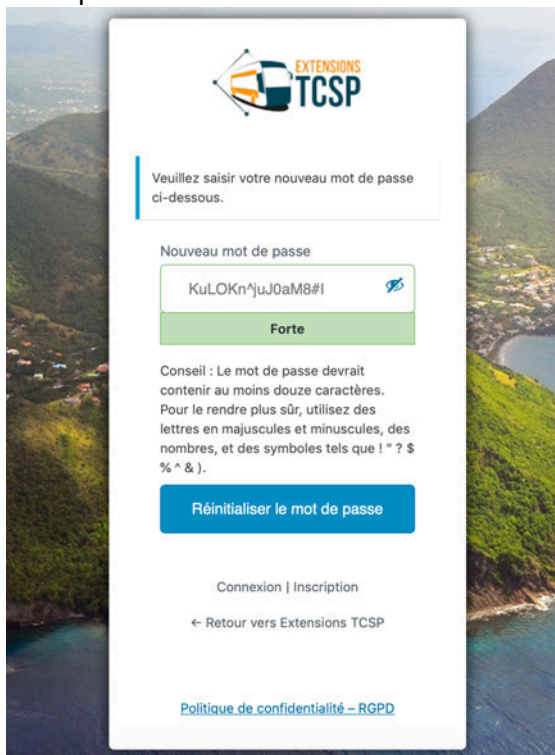 EXTENSIONS
TCSP
Veuillez saisir votre nouveau mot de passe
ci-dessous.
Nouveau mot de passe
KuLOKn^juJ0aM8#I
Forte
Conseil : Le mot de passe devrait
contenir au moins douze caractères.
Pour le rendre plus sûr, utilisez des
lettres en majuscules et minuscules, des
nombres, et des symboles tels que ! " ? $
% ^ & ).
Réinitialiser le mot de passe
Connexion | Inscription
← Retour vers Extensions TCSP
Politique de confidentialité – RGPD